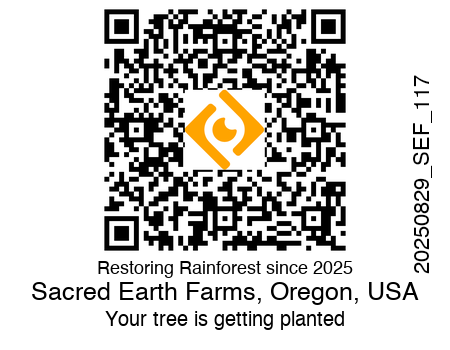 Restoring Rainforest since 2025
Sacred Earth Farms, Oregon, USA
Your tree is getting planted
20250829_SEF_117